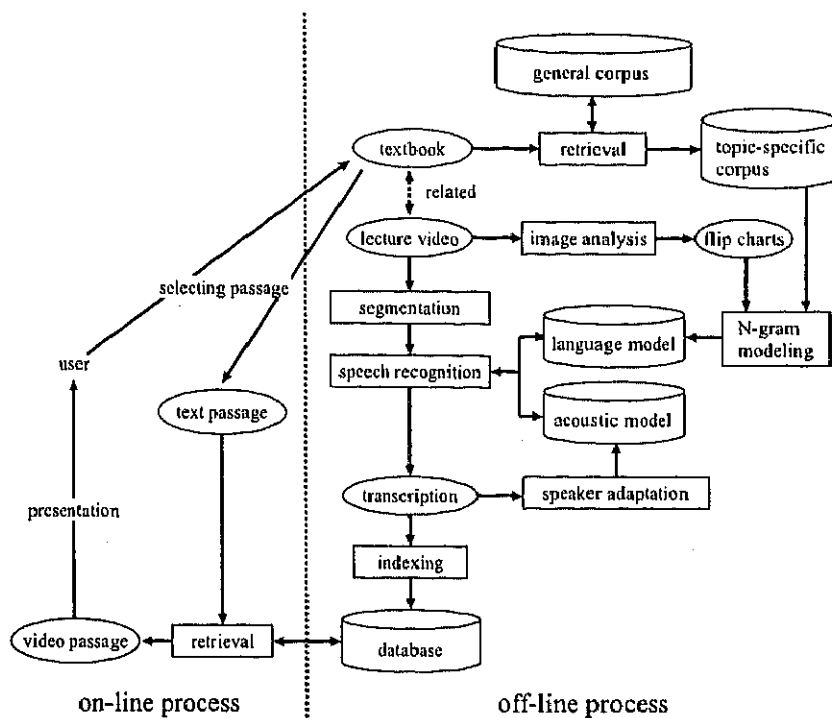 general corpus
textbook
retrieval
topic-specific
corpus
related
lecture video
image analysis
flip charts
selecting passage
segmentation
language model
N-gram
modeling
user
speech recognition
text passage
acoustic model
transcription
speaker adaptation
presentation
indexing
video passage
retrieval
database
on-line process
off-line process